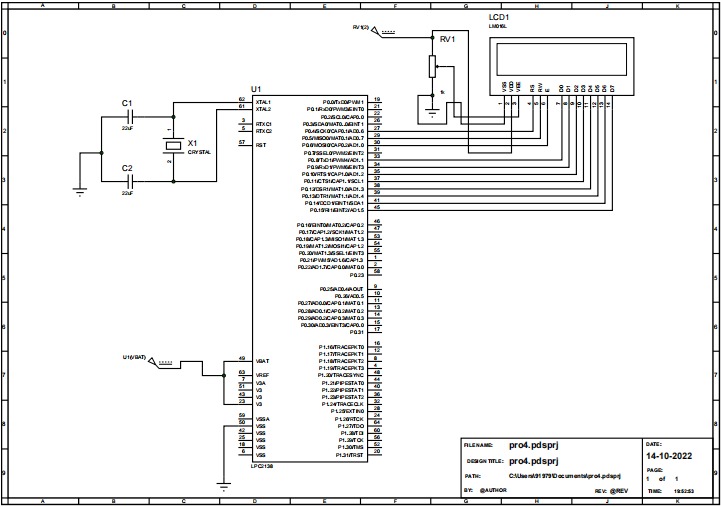 A B C D E F G H J K
0
1
2
3
4
5
6
7
8
9
RV1(2)
RV1
1k
LCD1
LM016L
VSS VDD VEE RS RW E D0 D1 D2 D3 D4 D5 D6 D7
1 2 3 4 5 6 7 8 9 10 11 12 13 14
C1
22uF
X1
CRYSTAL
1
2
C2
22uF
U1
62 XTAL1
61 XTAL2
3 RTXC1
5 RTXC2
57 RST
U1(VBAT)
49 VBAT
63 VREF
7 V3A
51 V3
43 V3
23 V3
59 VSSA
50 VSS
42 VSS
25 VSS
18 VSS
6 VSS
LPC2138
P0.0/TxD0/PWM1 19
P0.1/RxD0/PWM3/EINT0 21
P0.2/SCL0/CAP0.0 22
P0.3/SDA0/MAT0.0/EINT1 26
P0.4/SCK0/CAP0.1/AD0.6 27
P0.5/MISO0/MAT0.1/AD0.7 29
P0.6/MOSI0/CAP0.2/AD1.0 30
P0.7/SSEL0/PWM2/EINT2 31
P0.8/TxD1/PWM4/AD1.1 33
P0.9/RxD1/PWM6/EINT3 34
P0.10/RTS1/CAP1.0/AD1.2 35
P0.11/CTS1/CAP1.1/SCL1 37
P0.12/DSR1/MAT1.0/AD1.3 38
P0.13/DTR1/MAT1.1/AD1.4 39
P0.14/DCD1/EINT1/SDA1 41
P0.15/RI1/EINT2/AD1.5 45
P0.16/EINT0/MAT0.2/CAP0.2 46
P0.17/CAP1.2/SCK1/MAT1.2 47
P0.18/CAP1.3/MISO1/MAT1.3 53
P0.19/MAT1.2/MOSI1/CAP1.2 54
P0.20/MAT1.3/SSEL1/EINT3 55
P0.21/PWM5/AD1.6/CAP1.3 1
P0.22/AD1.7/CAP0.0/MAT0.0 2
P0.23 58
P0.25/AD0.4/AOUT 9
P0.26/AD0.5 10
P0.27/AD0.0/CAP0.1/MAT0.1 11
P0.28/AD0.1/CAP0.2/MAT0.2 13
P0.29/AD0.2/CAP0.3/MAT0.3 14
P0.30/AD0.3/EINT3/CAP0.0 15
P0.31 17
P1.16/TRACEPKT0 16
P1.17/TRACEPKT1 12
P1.18/TRACEPKT2 8
P1.19/TRACEPKT3 4
P1.20/TRACESYNC 48
P1.21/PIPESTAT0 44
P1.22/PIPESTAT1 40
P1.23/PIPESTAT2 36
P1.24/TRACECLK 32
P1.25/EXTIN0 28
P1.26/RTCK 24
P1.27/TDO 64
P1.28/TDI 60
P1.29/TCK 56
P1.30/TMS 52
P1.31/TRST 20
FILE NAME: pro4.pdsprj
DESIGN TITLE: pro4.pdsprj
PATH: C:\Users\91979\Documents\pro4.pdsprj
BY: @AUTHOR REV: @REV
DATE:
14-10-2022
PAGE:
1 of 1
TIME: 19:52:53
A B C D E F G H J K
0
1
2
3
4
5
6
7
8
9